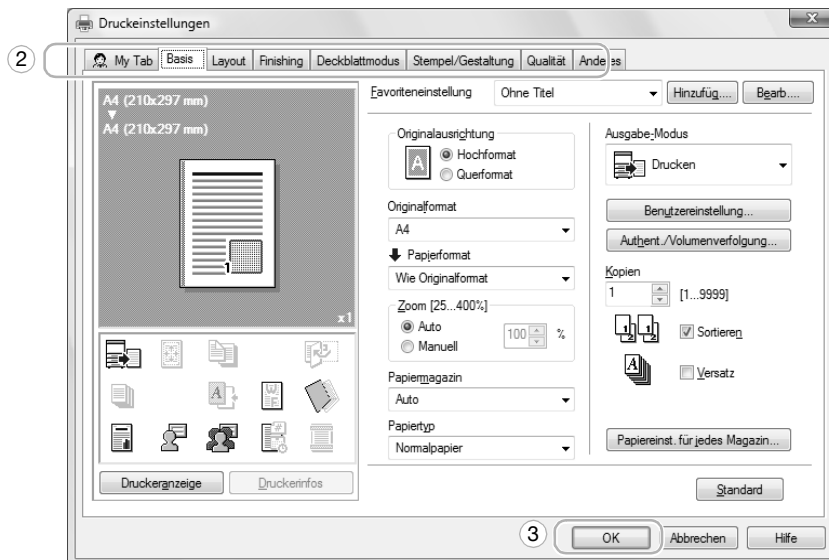 Druckeinstellungen
2
My Tab Basis Layout Finishing Deckblattmodus Stempel/Gestaltung Qualität Anderes
A4 (210x297 mm)
A4 (210x297 mm)
1
x1
Druckeranzeige Druckerinfos
Favoriteneinstellung Ohne Titel Hinzufüg.... Bearb....
Originalausrichtung
A
Hochformat
Querformat
Originalformat
A4
Papierformat
Wie Originalformat
Zoom [25...400%]
Auto
Manuell
100 %
Papiermagazin
Auto
Papiertyp
Normalpapier
Ausgabe-Modus
Drucken
Benutzereinstellung...
Authent./Volumenverfolgung...
Kopien
1 [1...9999]
Sortieren
Versatz
Papiereinst. für jedes Magazin...
Standard
3
OK Abbrechen Hilfe